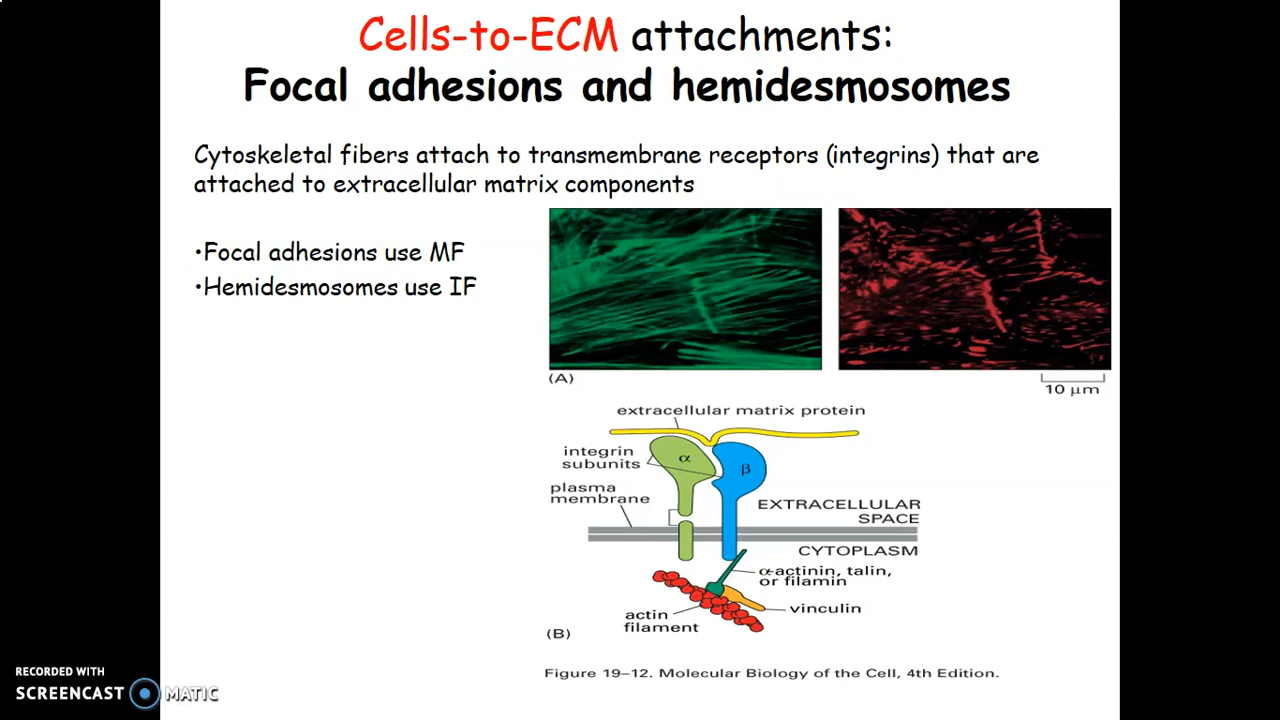 Cells-to-ECM attachments:
Focal adhesions and hemidesmosomes
Cytoskeletal fibers attach to transmembrane receptors (integrins) that are
attached to extracellular matrix components
•Focal adhesions use MF
•Hemidesmosomes use IF
(A)
10 μm
extracellular matrix protein
integrin
subunits
α
β
plasma
membrane
EXTRACELLULAR
SPACE
CYTOPLASM
α-actinin, talin,
or filamin
vinculin
actin
filament
(B)
Figure 19–12. Molecular Biology of the Cell, 4th Edition.
RECORDED WITH
SCREENCAST MATIC